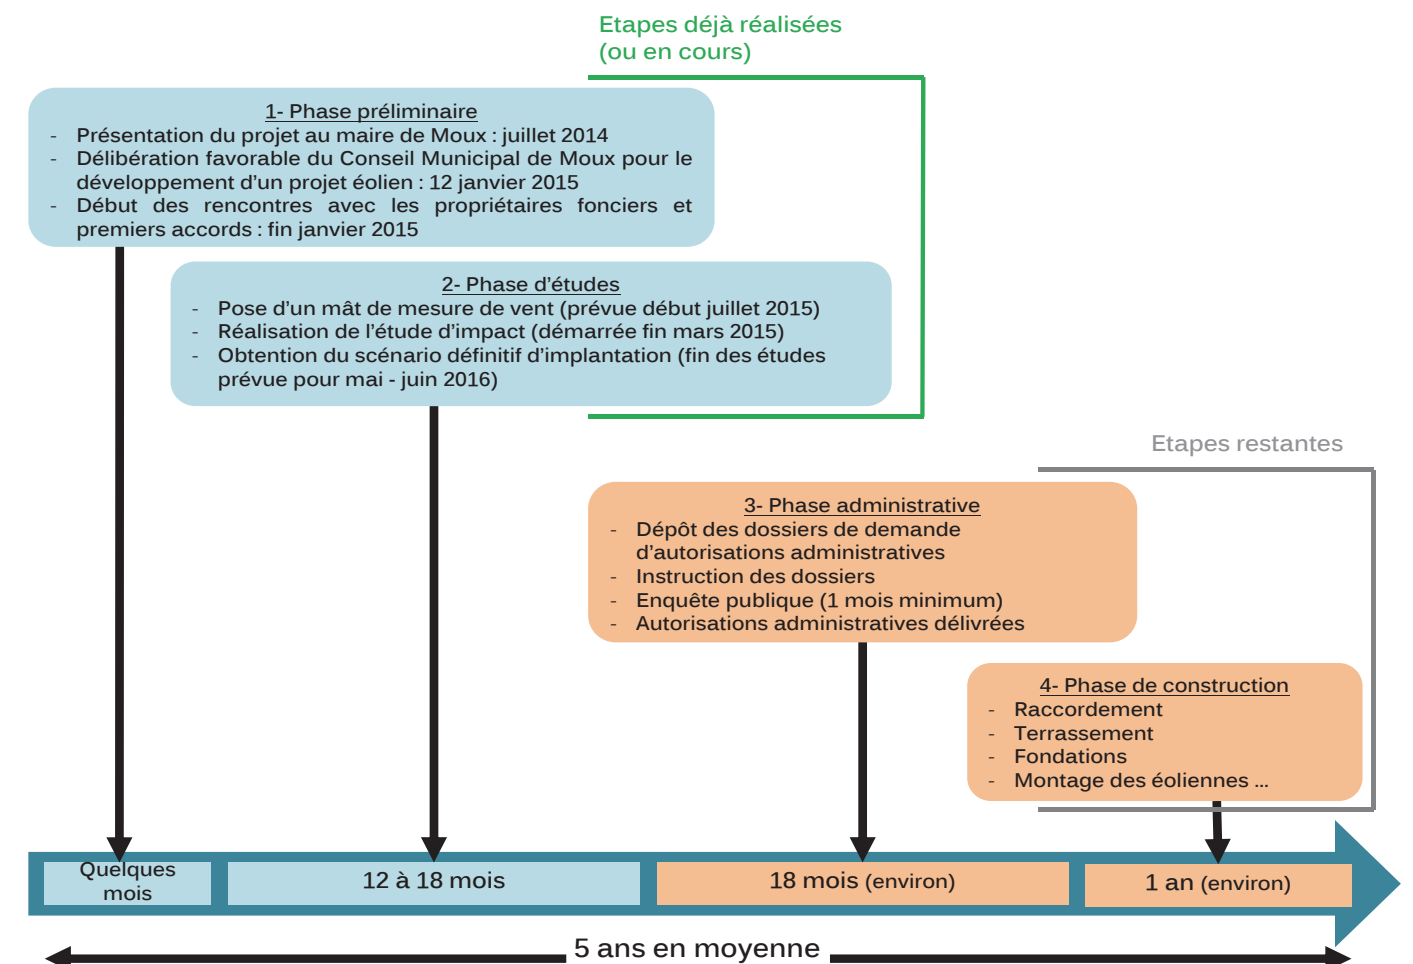 Etapes déjà réalisées
(ou en cours)
1- Phase préliminaire
- Présentation du projet au maire de Moux : juillet 2014
- Délibération favorable du Conseil Municipal de Moux pour le
développement d’un projet éolien : 12 janvier 2015
- Début des rencontres avec les propriétaires fonciers et
premiers accords : fin janvier 2015
2- Phase d’études
- Pose d’un mât de mesure de vent (prévue début juillet 2015)
- Réalisation de l’étude d’impact (démarrée fin mars 2015)
- Obtention du scénario définitif d’implantation (fin des études
prévue pour mai - juin 2016)
Etapes restantes
3- Phase administrative
- Dépôt des dossiers de demande
d’autorisations administratives
- Instruction des dossiers
- Enquête publique (1 mois minimum)
- Autorisations administratives délivrées
4- Phase de construction
- Raccordement
- Terrassement
- Fondations
- Montage des éoliennes ...
Quelques
mois
12 à 18 mois
18 mois (environ)
1 an (environ)
5 ans en moyenne